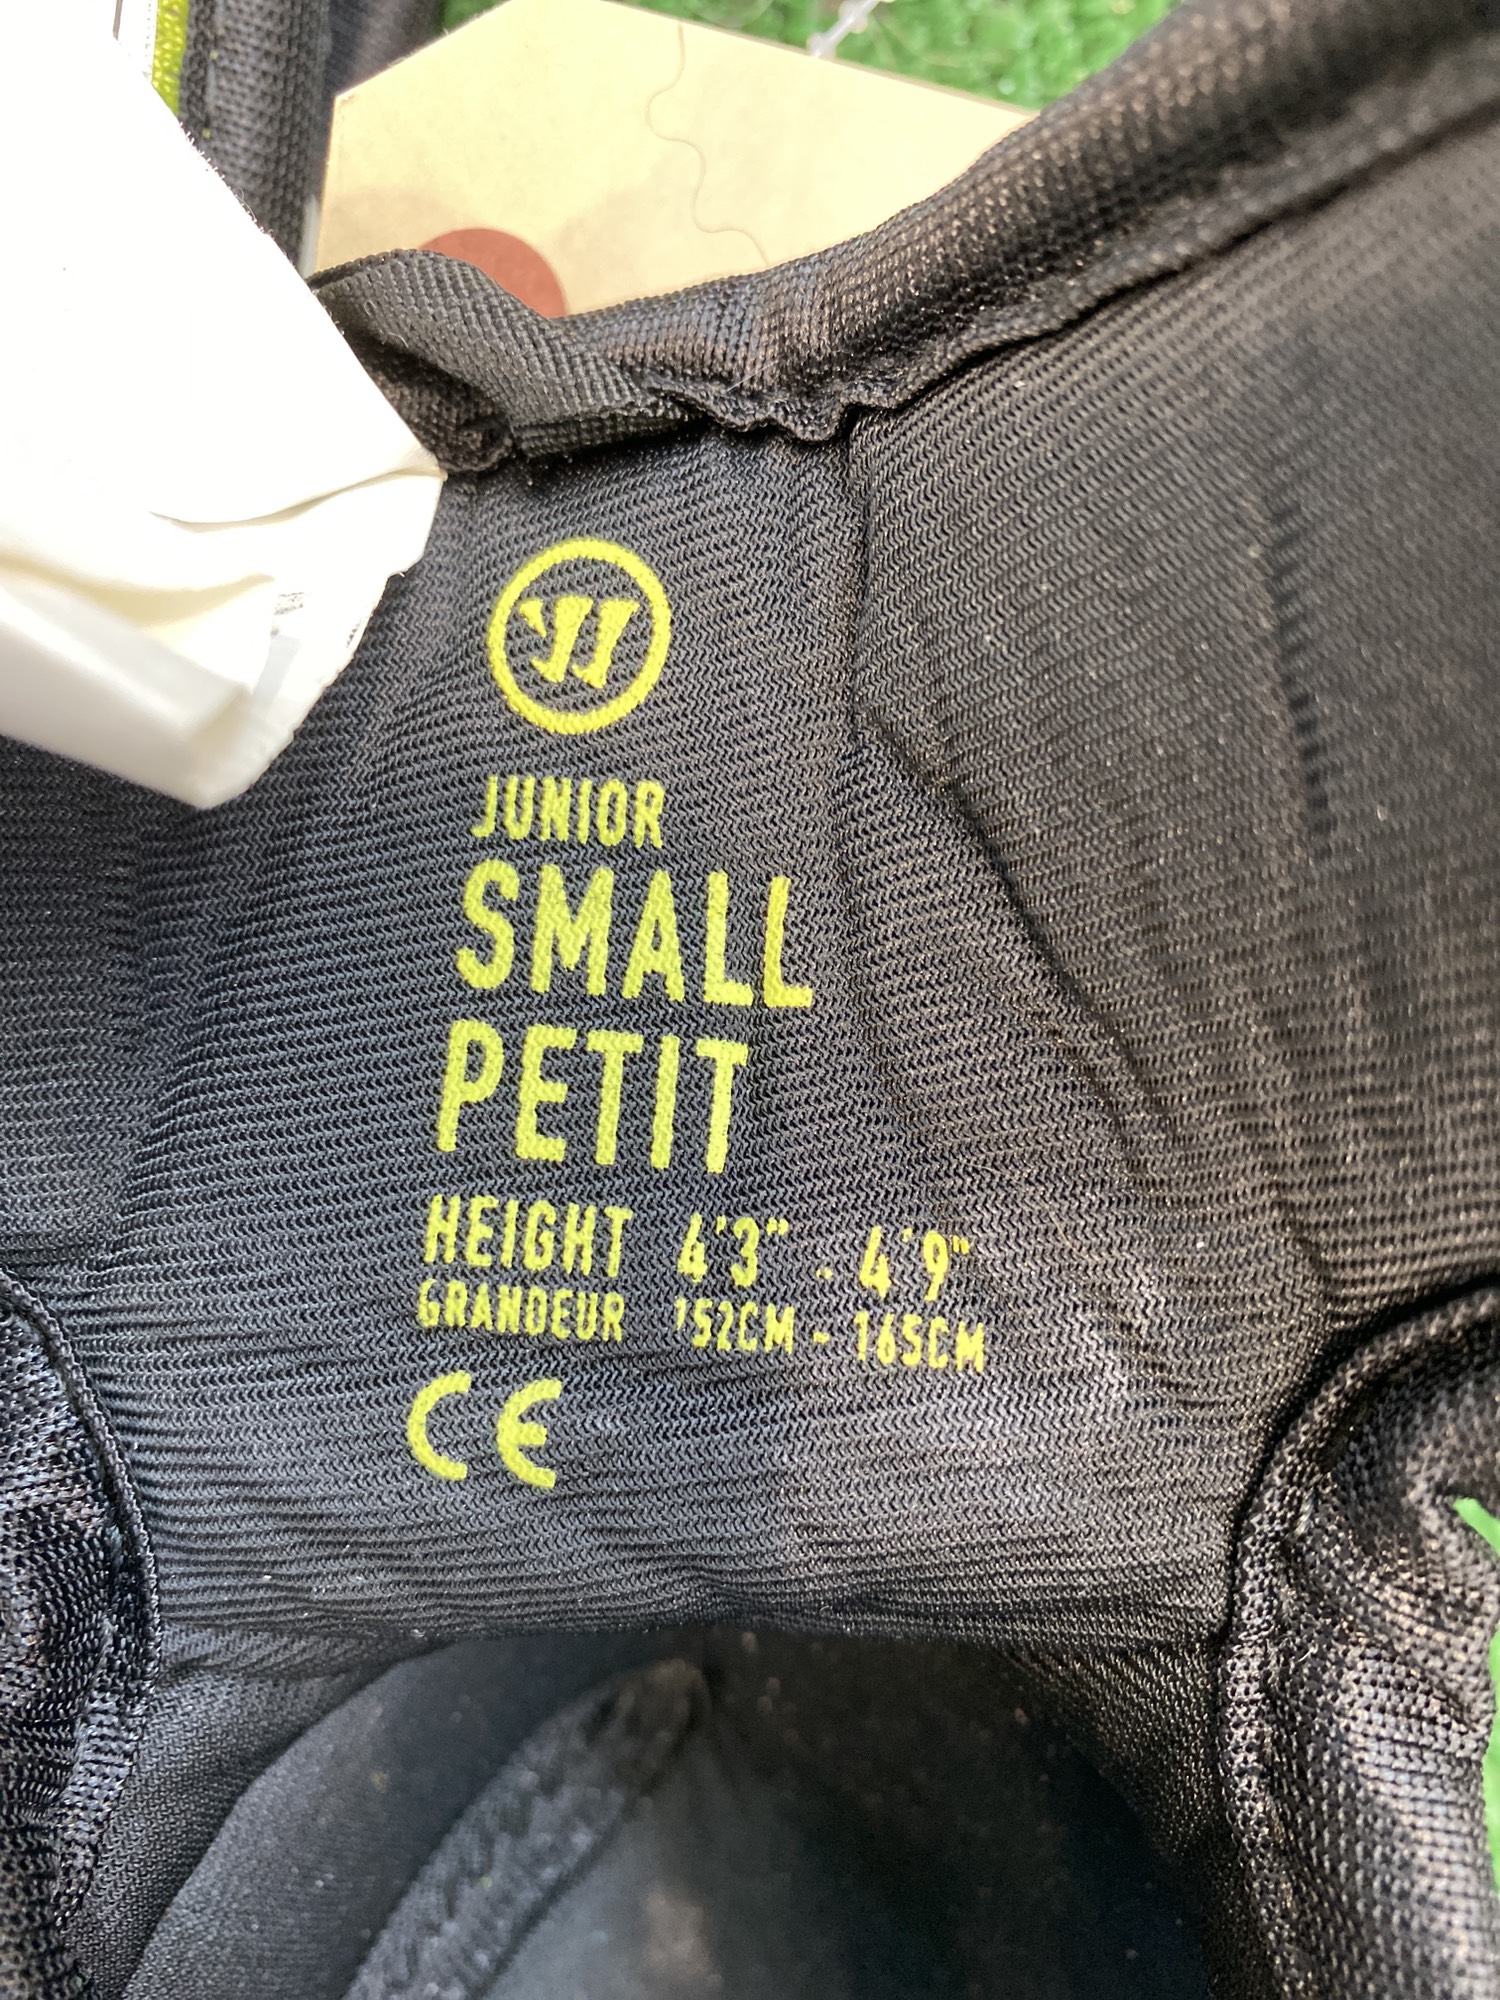 JUNIOR
SMALL
PETIT
HEIGHT 4'3" - 4'9"
GRANDEUR 152CM - 165CM
CE